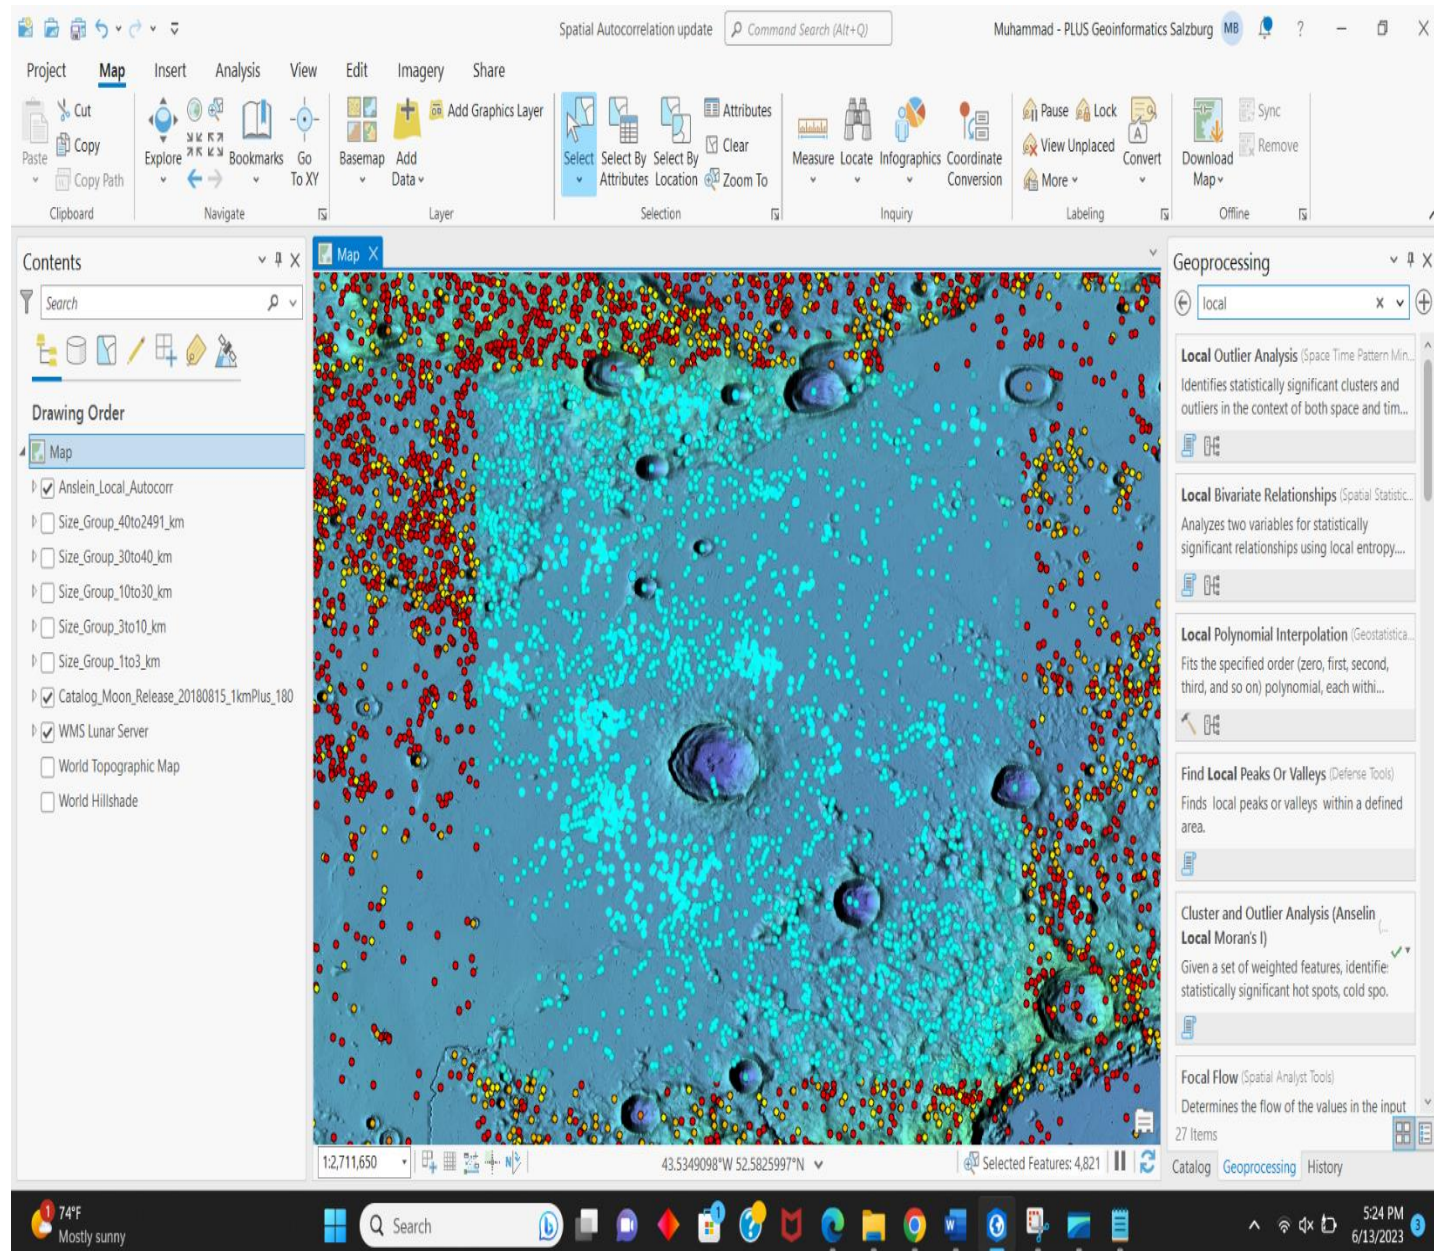 Spatial Autocorrelation update
Command Search (Alt+Q)
Muhammad - PLUS Geoinformatics Salzburg
MB
?
Project Map Insert Analysis View Edit Imagery Share
Paste
Cut
Copy
Copy Path
Clipboard
Explore
Bookmarks
Go To XY
Navigate
Basemap
Add Data
Add Graphics Layer
Layer
Select
Select By Attributes
Select By Location
Attributes
Clear
Zoom To
Selection
Measure
Locate
Infographics
Coordinate Conversion
Inquiry
Pause
Lock
View Unplaced
More
Convert
Labeling
Download Map
Sync
Remove
Offline
Contents
Search
Drawing Order
Map
Anslein_Local_Autocorr
Size_Group_40to2491_km
Size_Group_30to40_km
Size_Group_10to30_km
Size_Group_3to10_km
Size_Group_1to3_km
Catalog_Moon_Release_20180815_1kmPlus_180
WMS Lunar Server
World Topographic Map
World Hillshade
Map
1:2,711,650
43.5349098°W 52.5825997°N
Selected Features: 4,821
Geoprocessing
local
Local Outlier Analysis (Space Time Pattern Min...
Identifies statistically significant clusters and
outliers in the context of both space and tim...
Local Bivariate Relationships (Spatial Statistic...
Analyzes two variables for statistically
significant relationships using local entropy....
Local Polynomial Interpolation (Geostatistica...
Fits the specified order (zero, first, second,
third, and so on) polynomial, each withi...
Find Local Peaks Or Valleys (Defense Tools)
Finds local peaks or valleys within a defined
area.
Cluster and Outlier Analysis (Anselin (...
Local Moran's I)
Given a set of weighted features, identifie
statistically significant hot spots, cold spo.
Focal Flow (Spatial Analyst Tools)
Determines the flow of the values in the input
27 Items
Catalog Geoprocessing History
1
74°F
Mostly sunny
Search
1
5:24 PM
6/13/2023
3